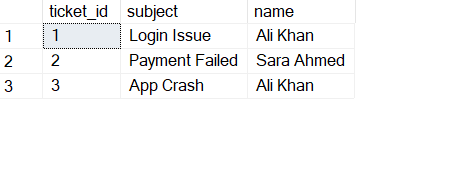 ticket_id subject name
1 1 Login Issue Ali Khan
2 2 Payment Failed Sara Ahmed
3 3 App Crash Ali Khan